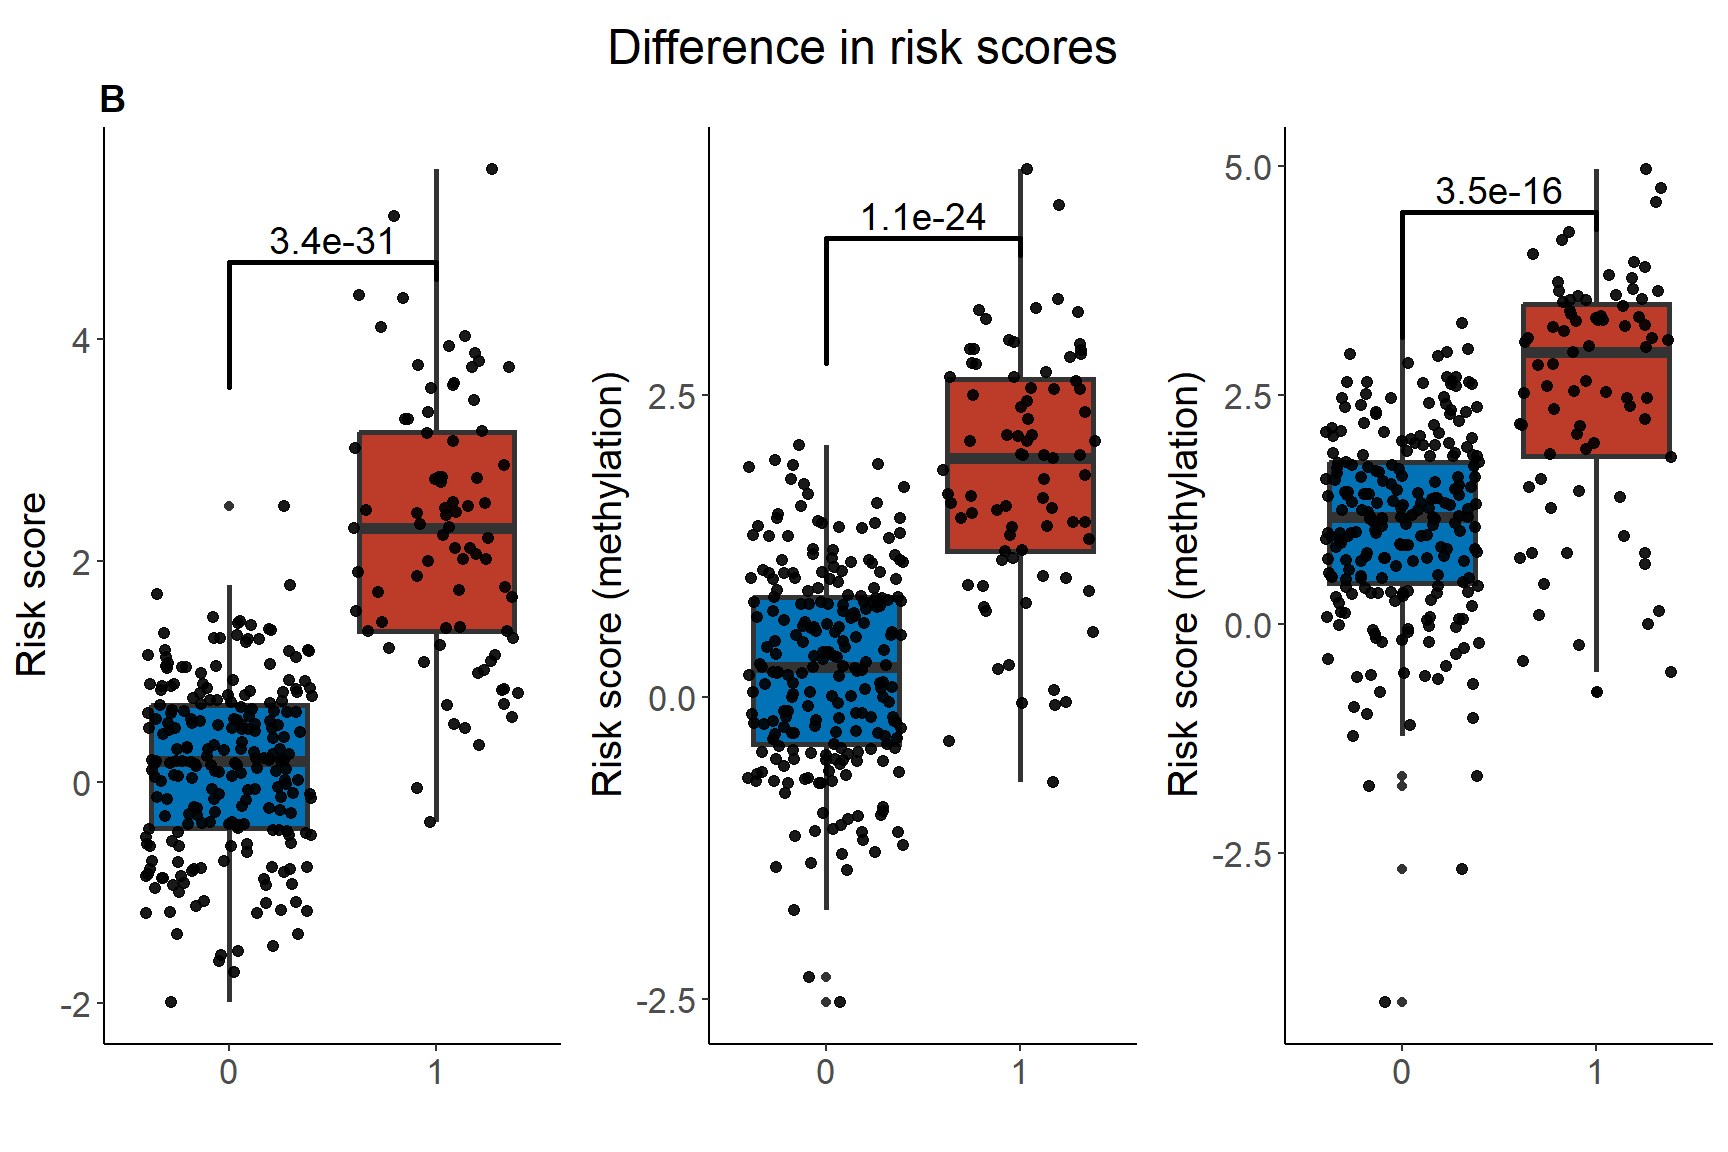 Difference in risk scores
B
Risk score
4
2
0
-2
3.4e-31
0
1
Risk score (methylation)
2.5
0.0
-2.5
1.1e-24
0
1
Risk score (methylation)
5.0
2.5
0.0
-2.5
3.5e-16
0
1